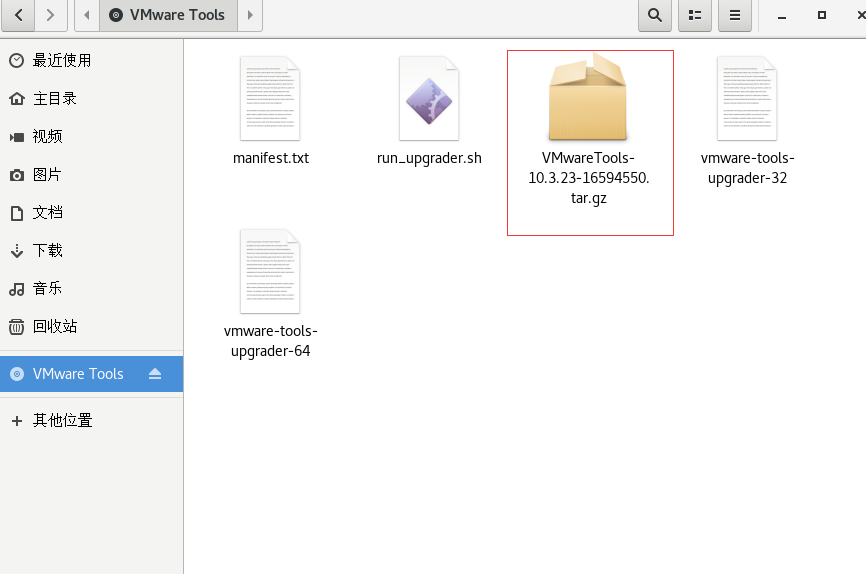 VMware Tools
最近使用
主目录
视频
图片
文档
下载
音乐
回收站
VMware Tools
其他位置
manifest.txt
run_upgrader.sh
VMwareTools-
10.3.23-16594550.
tar.gz
vmware-tools-
upgrader-32
vmware-tools-
upgrader-64